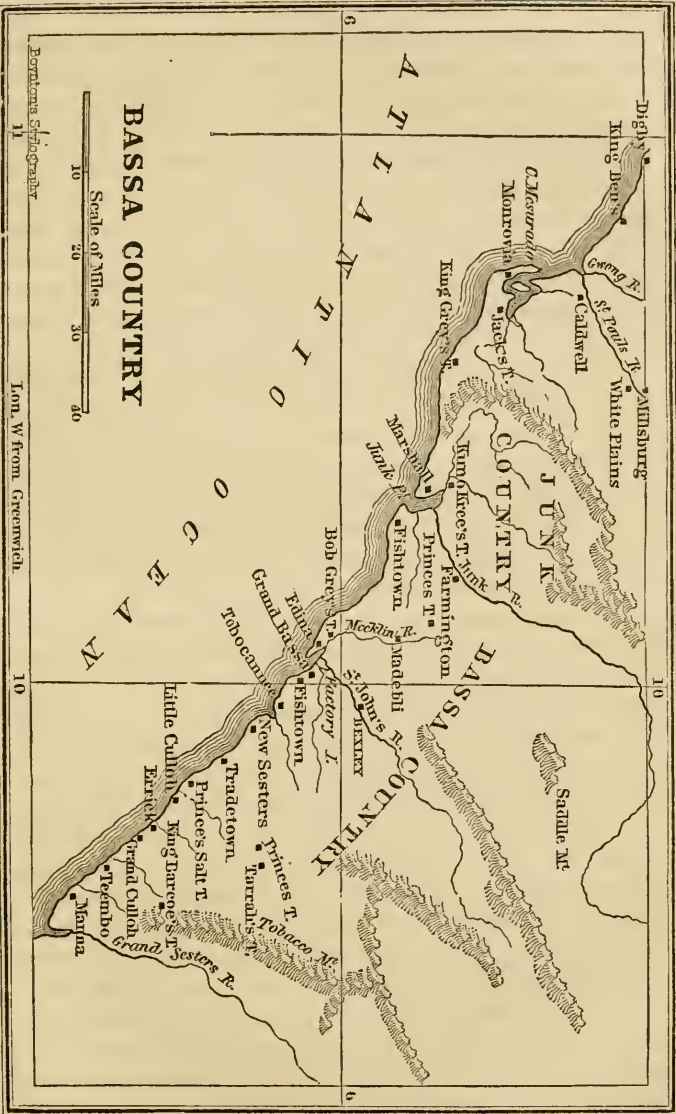 BASSA COUNTRY
Scale of Miles
10
20
30
40
Boynton's Stylography
11
Lon. W from Greenwich.
10
10
6
6
ATLANTIC
OCEAN
Digby
King Ben's
Gwong R.
C. Mesurado
Monrovia
St Pauls R.
Caldwell
Millsburg
White Plains
Jack's T.
King Grey's T.
JUNK
COUNTRY
Marshall
Junk R.
King Kree's T.
Junk R.
Fishtown
Princes T.
Farmington
Mecklin R.
Madebli
Bob Grey's T.
Edina
Grand Bassa
Factory I.
St John's R.
BEXLEY
BASSA
COUNTRY
Saddle Mt
Tobocannee
Fishtown
New Sesters
Tradetown
Princes T.
Tarrah's T.
Little Culloh
Prince's Salt T.
Errick
King Barcoe's T.
Grand Culloh
Tobacco Mt
Teembo
Manna
Grand Sesters R.